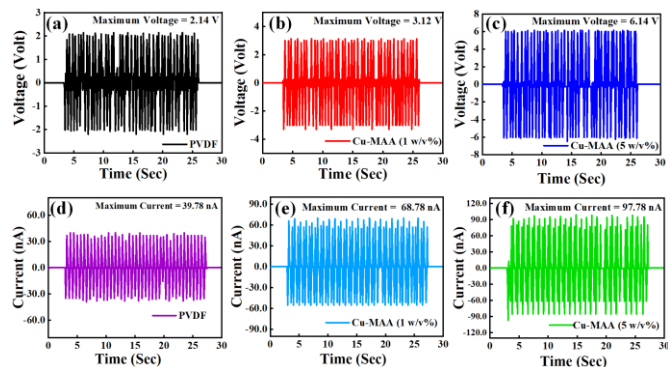 (a) Maximum Voltage = 2.14 V
Voltage (Volt)
3
2
1
0
-1
-2
-3
PVDF
0 5 10 15 20 25 30
Time (Sec)
(b) Maximum Voltage = 3.12 V
Voltage (Volt)
4
2
0
-2
-4
Cu-MAA (1 w/v%)
0 5 10 15 20 25 30
Time (Sec)
(c) Maximum Voltage = 6.14 V
Voltage (Volt)
8
6
4
2
0
-2
-4
-6
-8
Cu-MAA (5 w/v%)
0 5 10 15 20 25 30
Time (Sec)
(d) Maximum Current = 39.78 nA
Current (nA)
60.0
30.0
0.0
-30.0
-60.0
PVDF
0 5 10 15 20 25 30
Time (Sec)
(e) Maximum Current = 68.78 nA
Current (nA)
90.0
60.0
30.0
0.0
-30.0
-60.0
-90.0
Cu-MAA (1 w/v%)
0 5 10 15 20 25 30
Time (Sec)
(f) Maximum Current = 97.78 nA
Current (nA)
120.0
90.0
60.0
30.0
0.0
-30.0
-60.0
-90.0
-120.0
Cu-MAA (5 w/v%)
0 5 10 15 20 25 30
Time (Sec)